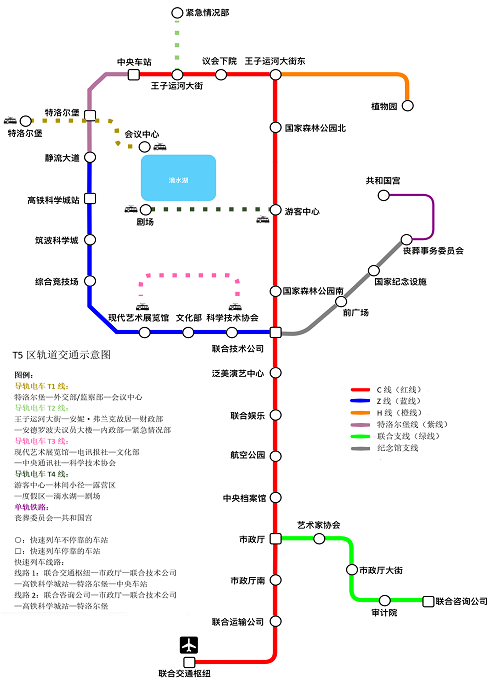 紧急情况部
中央车站
议会下院
王子运河大街东
王子运河大街
植物园
特洛尔堡
特洛尔堡
会议中心
国家森林公园北
静流大道
滴水湖
共和国宫
高铁科学城站
剧场
游客中心
筑波科学城
丧葬事务委员会
综合竞技场
国家纪念设施
国家森林公园南
前广场
现代艺术展览馆
文化部
科学技术协会
联合技术公司
T5 区轨道交通示意图
泛美演艺中心
图例:
导轨电车 T1 线:
特洛尔堡—外交部/监察部—会议中心
导轨电车 T2 线:
王子运河大街—安妮·弗兰克故居—财政部
—安德罗波夫议员大楼—内政部—紧急情况部
导轨电车 T3 线:
现代艺术展览馆—电讯报社—文化部
—中央通讯社—科学技术协会
导轨电车 T4 线:
游客中心—林间小径—露营区
—度假区—滴水湖—剧场
单轨铁路:
丧葬委员会—共和国宫
○: 快速列车不停靠的车站
□: 快速列车停靠的车站
快速列车线路:
线路 1: 联合交通枢纽—市政厅—联合技术公司
—高铁科学城站—特洛尔堡—中央车站
线路 2: 联合咨询公司—市政厅—联合技术公司
—高铁科学城站—特洛尔堡
C 线（红线）
Z 线（蓝线）
H 线（橙线）
特洛尔堡线（紫线）
联合支线（绿线）
纪念馆支线
联合娱乐
航空公园
中央档案馆
市政厅
艺术家协会
市政厅大街
市政厅南
审计院
联合咨询公司
联合运输公司
联合交通枢纽